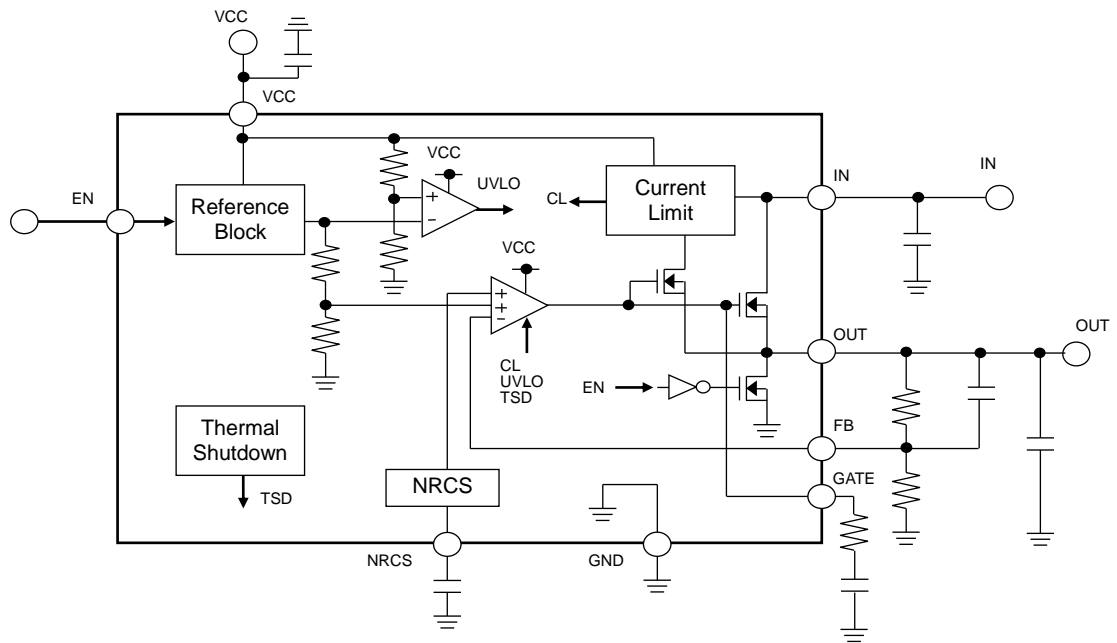 VCC
VCC
VCC
UVLO
EN
Reference
Block
+
−
CL
Current
Limit
IN
IN
VCC
+
+
−
CL
UVLO
TSD
EN
OUT
OUT
Thermal
Shutdown
TSD
NRCS
FB
GATE
NRCS
GND